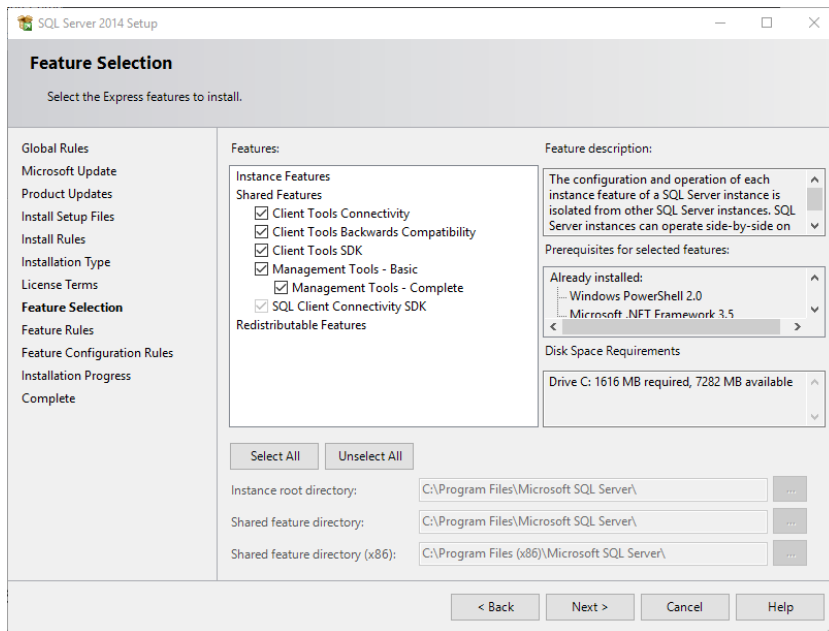 SQL Server 2014 Setup
Feature Selection
Select the Express features to install.
Global Rules
Microsoft Update
Product Updates
Install Setup Files
Install Rules
Installation Type
License Terms
Feature Selection
Feature Rules
Feature Configuration Rules
Installation Progress
Complete
Features:
Instance Features
Shared Features
Client Tools Connectivity
Client Tools Backwards Compatibility
Client Tools SDK
Management Tools - Basic
Management Tools - Complete
SQL Client Connectivity SDK
Redistributable Features
Feature description:
The configuration and operation of each
instance feature of a SQL Server instance is
isolated from other SQL Server instances. SQL
Server instances can operate side-by-side on
Prerequisites for selected features:
Already installed:
Windows PowerShell 2.0
Microsoft .NET Framework 3.5
Disk Space Requirements
Drive C: 1616 MB required, 7282 MB available
Select All
Unselect All
Instance root directory:
C:\Program Files\Microsoft SQL Server\
...
Shared feature directory:
C:\Program Files\Microsoft SQL Server\
...
Shared feature directory (x86):
C:\Program Files (x86)\Microsoft SQL Server\
...
< Back
Next >
Cancel
Help